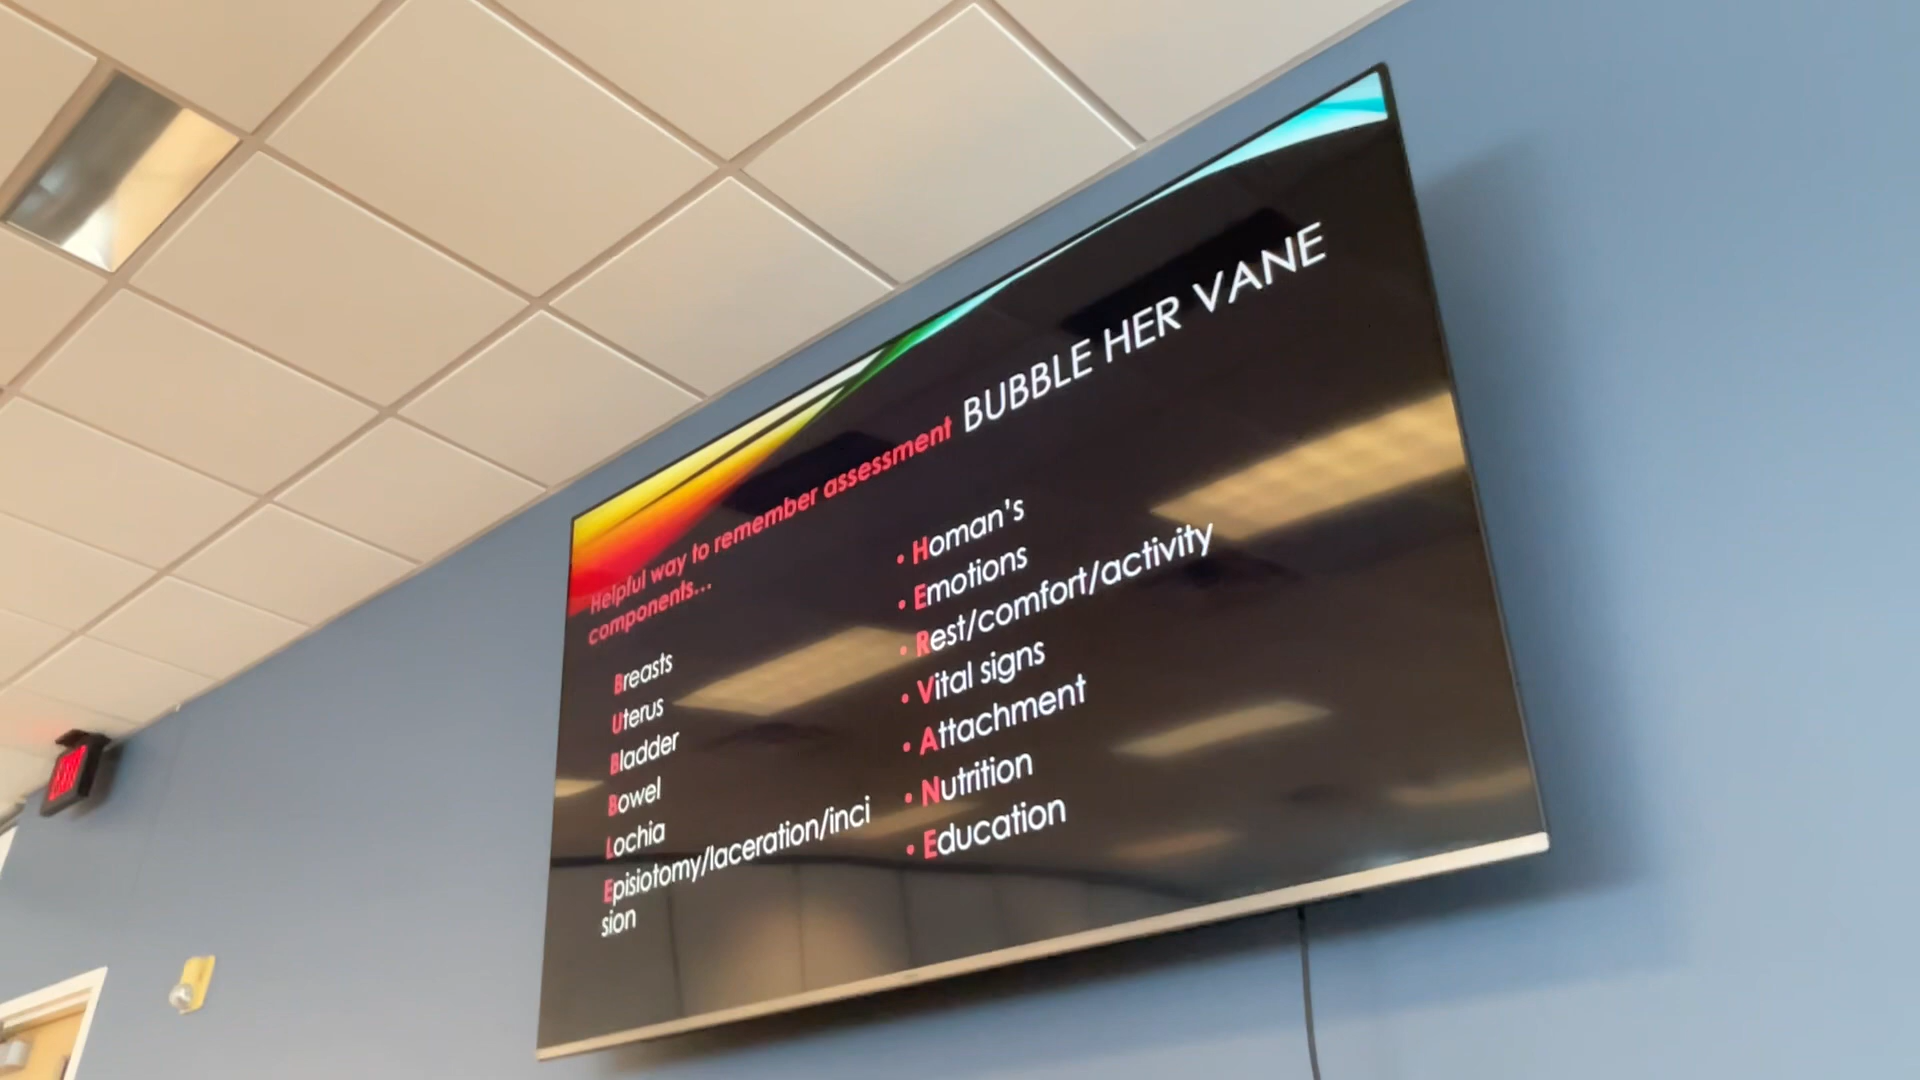 BUBBLE HER VANE
Helpful way to remember assessment
components...
Breasts
Uterus
Bladder
Bowel
Lochia
Episiotomy/laceration/inci
sion
• Homan's
• Emotions
• Rest/comfort/activity
• Vital signs
• Attachment
• Nutrition
• Education
EXIT